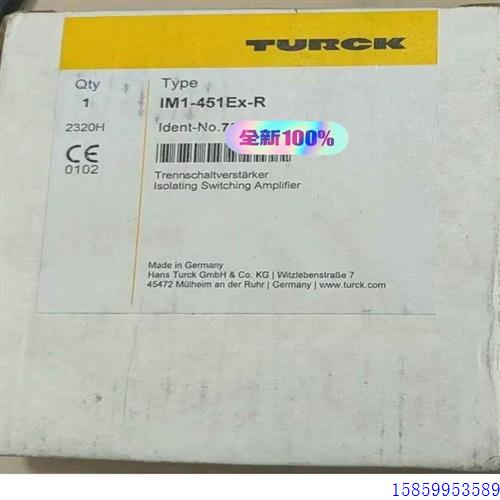 TURCK
Qty
1
2320H
CE
0102
Type
IM1-451Ex-R
Ident-No.
全新100%
Trennschaltverstärker
Isolating Switching Amplifier
Made in Germany
Hans Turck GmbH & Co. KG | Witzlebenstraße 7
45472 Mülheim an der Ruhr | Germany | www.turck.com
15859953589